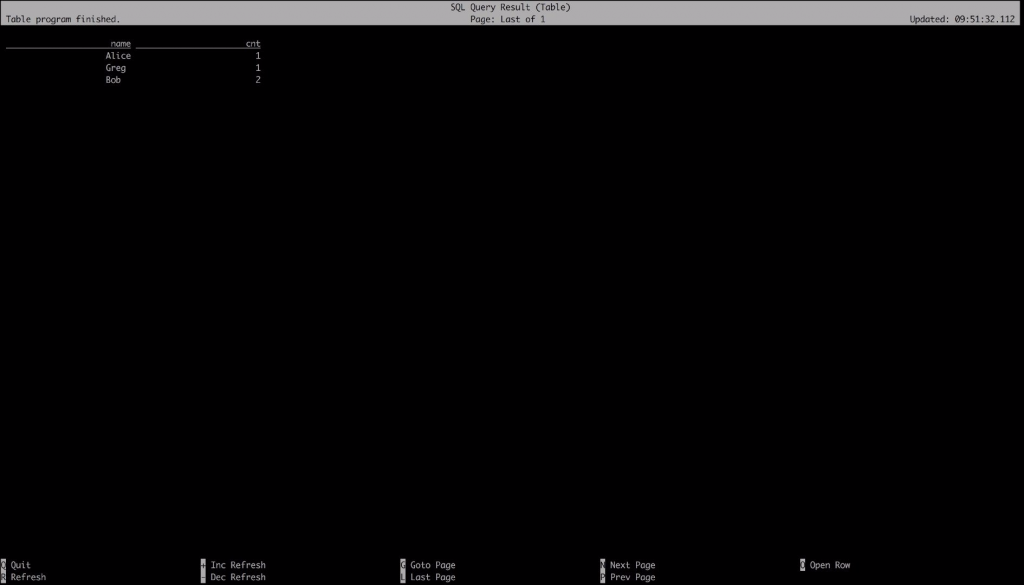 SQL Query Result (Table)
Table program finished. Page: Last of 1 Updated: 09:51:32.112
name cnt
Alice 1
Greg 1
Bob 2
Q Quit + Inc Refresh G Goto Page N Next Page O Open Row
R Refresh - Dec Refresh L Last Page P Prev Page